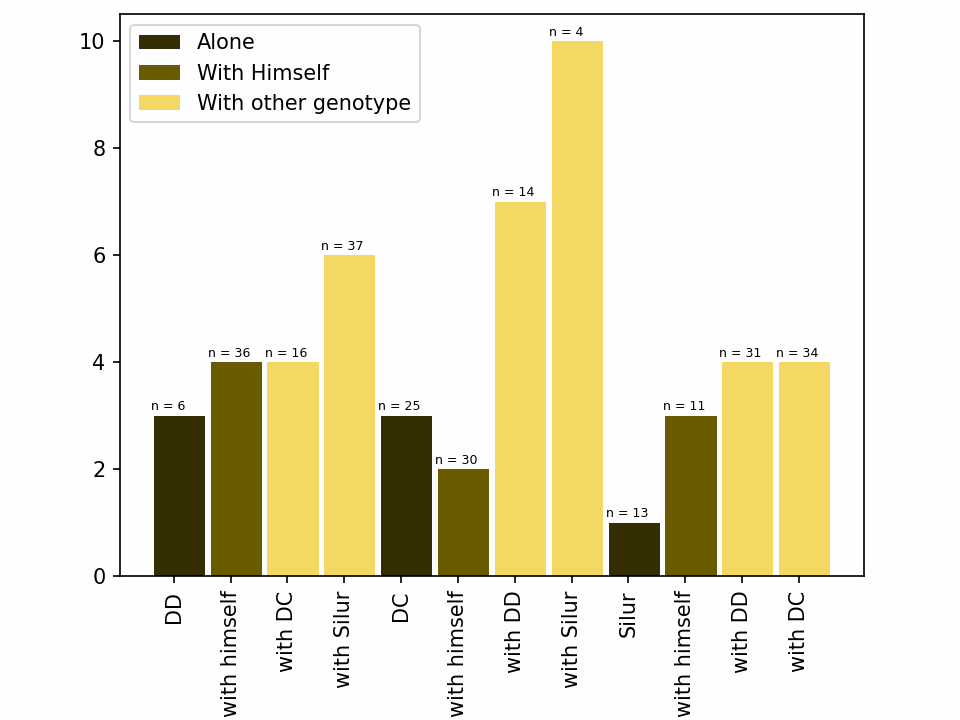 Alone
With Himself
With other genotype
10
8
6
4
2
0
n = 6
n = 36
n = 16
n = 37
n = 25
n = 30
n = 14
n = 4
n = 13
n = 11
n = 31
n = 34
DD
with himself
with DC
with Silur
DC
with himself
with DD
with Silur
Silur
with himself
with DD
with DC